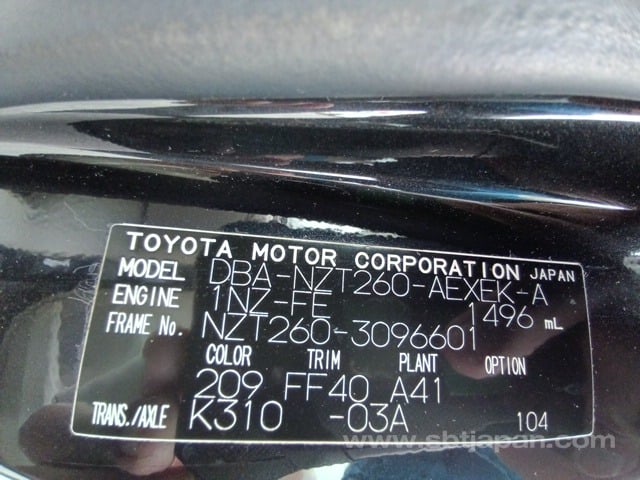 TOYOTA MOTOR CORPORATION JAPAN
MODEL DBA-NZT260-AEXEK-A
ENGINE 1NZ-FE 1496 mL
FRAME No. NZT260-3096601
COLOR TRIM PLANT OPTION
209 FF40 A41
TRANS./AXLE K310 -03A 104
www.sbtjapan.com